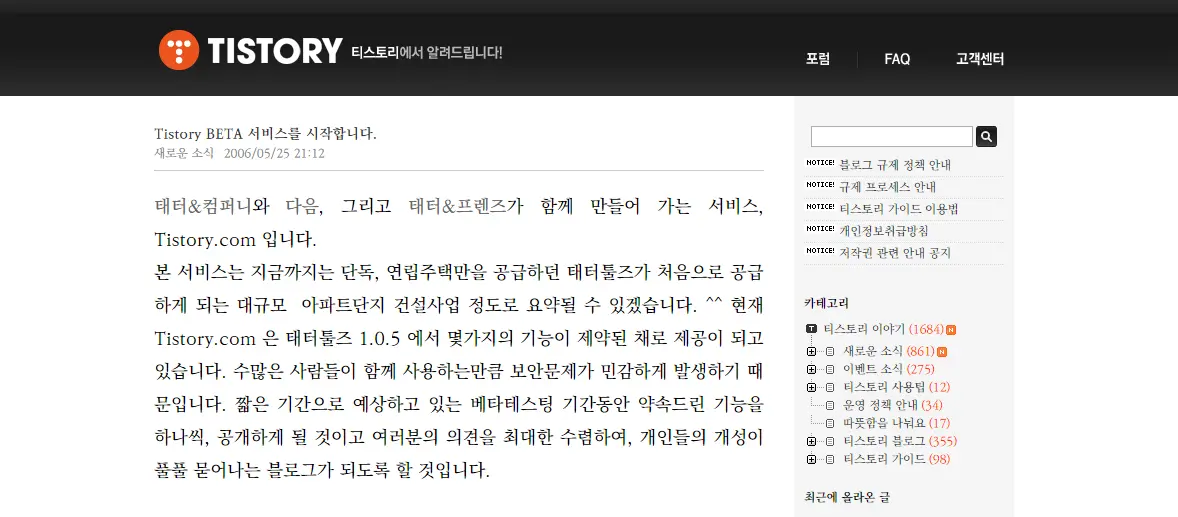 TISTORY 티스토리에서 알려드립니다!
포럼 FAQ 고객센터
Tistory BETA 서비스를 시작합니다.
새로운 소식 2006/05/25 21:12
태터&컴퍼니와 다음, 그리고 태터&프렌즈가 함께 만들어 가는 서비스,
Tistory.com 입니다.
본 서비스는 지금까지는 단독, 연립주택만을 공급하던 태터툴즈가 처음으로 공급
하게 되는 대규모 아파트단지 건설사업 정도로 요약될 수 있겠습니다. ^^ 현재
Tistory.com 은 태터툴즈 1.0.5 에서 몇가지의 기능이 제약된 채로 제공이 되고
있습니다. 수많은 사람들이 함께 사용하는만큼 보안문제가 민감하게 발생하기 때
문입니다. 짧은 기간으로 예상하고 있는 베타테스팅 기간동안 약속드린 기능을
하나씩, 공개하게 될 것이고 여러분의 의견을 최대한 수렴하여, 개인들의 개성이
풀풀 묻어나는 블로그가 되도록 할 것입니다.
NOTICE! 블로그 규제 정책 안내
NOTICE! 규제 프로세스 안내
NOTICE! 티스토리 가이드 이용법
NOTICE! 개인정보취급방침
NOTICE! 저작권 관련 안내 공지
카테고리
T 티스토리 이야기 (1684) N
새로운 소식 (861) N
이벤트 소식 (275)
티스토리 사용팁 (12)
운영 정책 안내 (34)
따뜻함을 나눠요 (17)
티스토리 블로그 (355)
티스토리 가이드 (98)
최근에 올라온 글